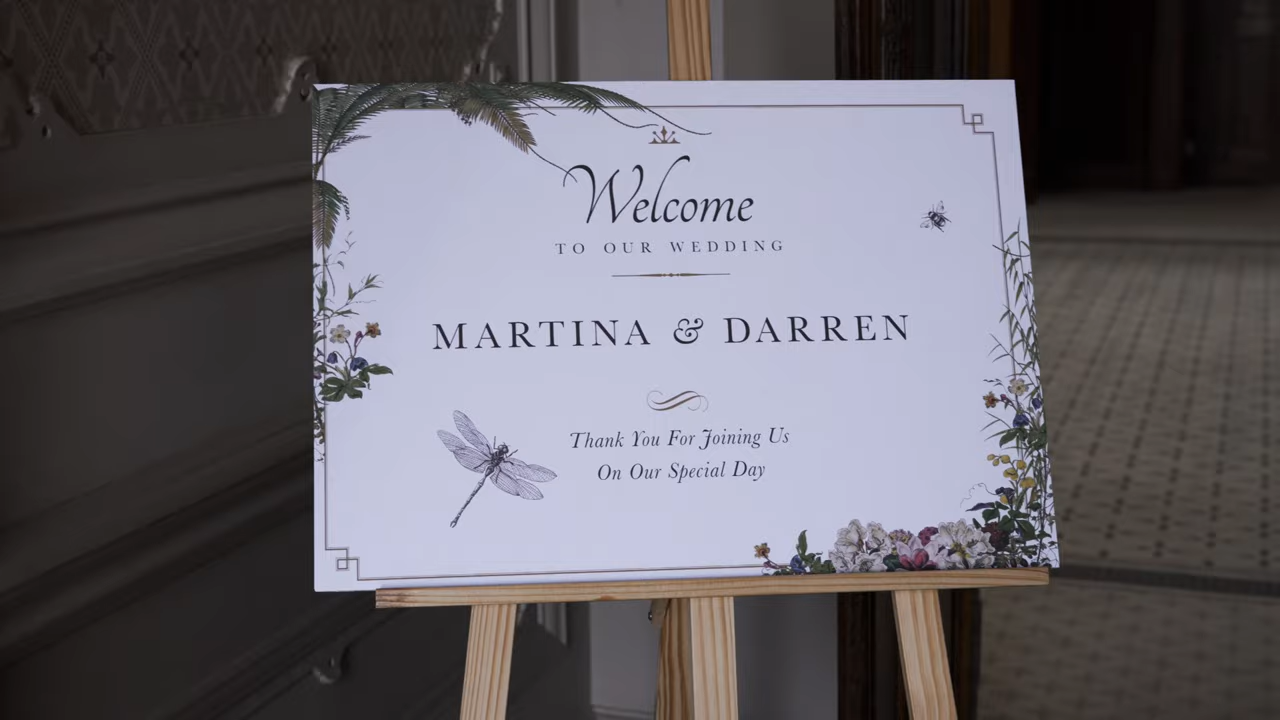 Welcome
TO OUR WEDDING
MARTINA & DARREN
Thank You For Joining Us
On Our Special Day